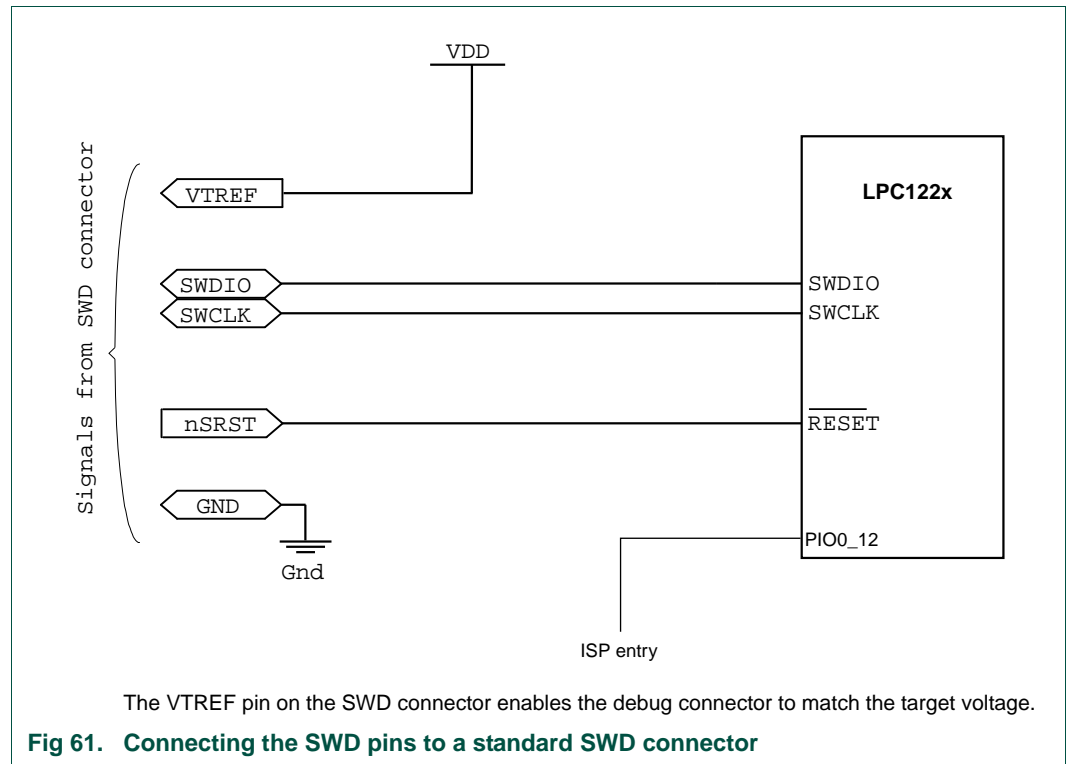 VDD
Signals from SWD connector
VTREF
LPC122x
SWDIO
SWDIO
SWCLK
SWCLK
nSRST
RESET
GND
Gnd
PIO0_12
ISP entry
The VTREF pin on the SWD connector enables the debug connector to match the target voltage.
Fig 61. Connecting the SWD pins to a standard SWD connector